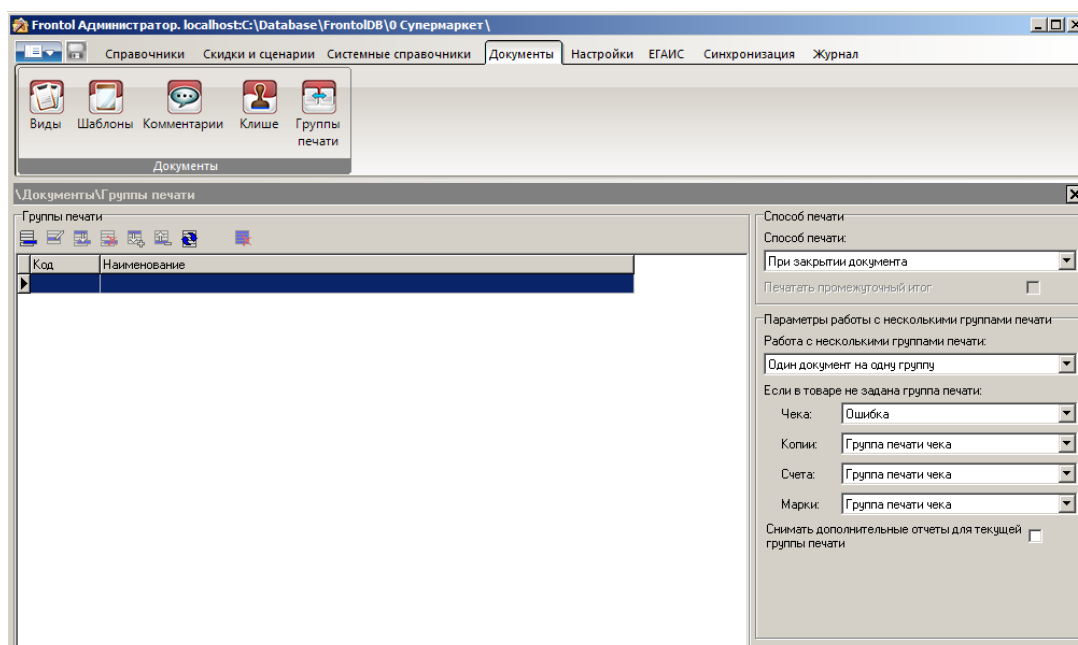 Frontol Администратор. localhost:C:\Database\FrontolDB\0 Супермаркет\
Справочники Скидки и сценарии Системные справочники Документы Настройки ЕГАИС Синхронизация Журнал
Виды Шаблоны Комментарии Клише Группы печати
Документы
\Документы\Группы печати
Группы печати
Код Наименование
Способ печати
Способ печати:
При закрытии документа
Печатать промежуточный итог
Параметры работы с несколькими группами печати
Работа с несколькими группами печати:
Один документ на одну группу
Если в товаре не задана группа печати:
Чека: Ошибка
Копии: Группа печати чека
Счета: Группа печати чека
Марки: Группа печати чека
Снимать дополнительные отчеты для текущей
группы печати